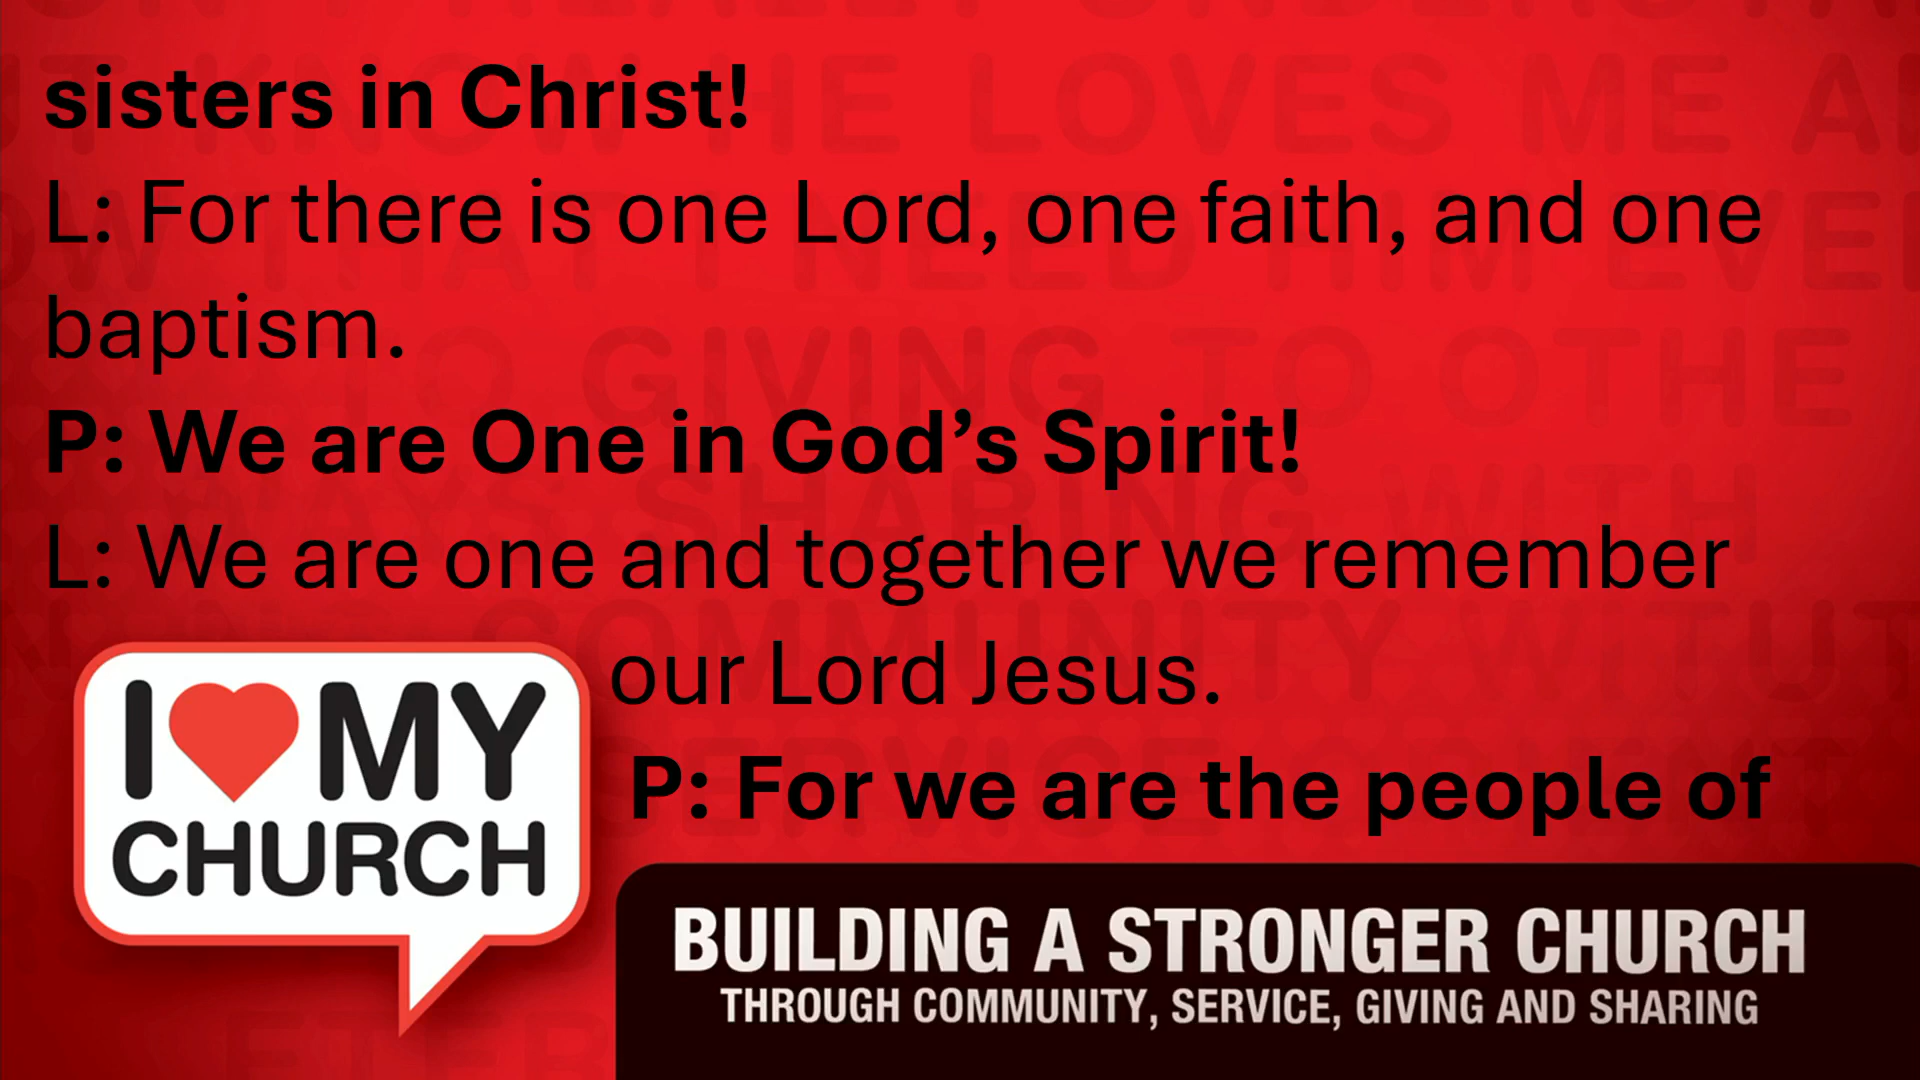 sisters in Christ!
L: For there is one Lord, one faith, and one
baptism.
P: We are One in God’s Spirit!
L: We are one and together we remember
our Lord Jesus.
P: For we are the people of
I ❤ MY
CHURCH
BUILDING A STRONGER CHURCH
THROUGH COMMUNITY, SERVICE, GIVING AND SHARING